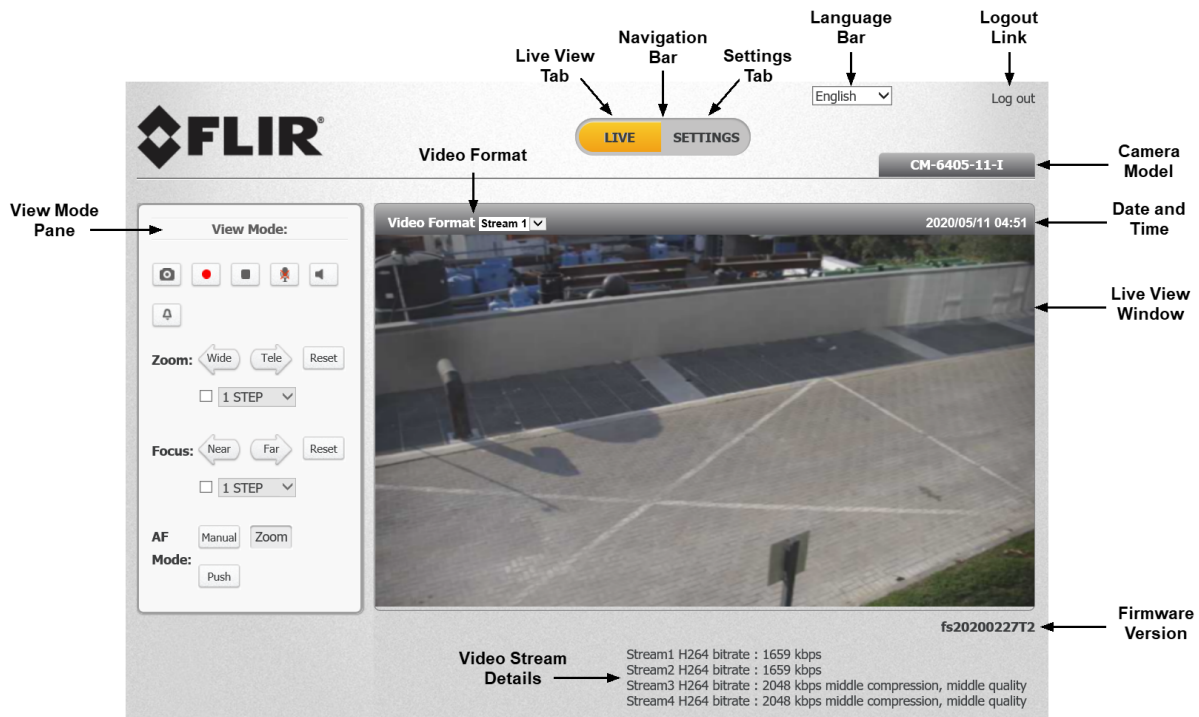 Language
Bar
Logout
Link
Live View
Tab
Navigation
Bar
Settings
Tab
English
Log out
FLIR®
LIVE
SETTINGS
Video Format
CM-6405-11-I
Camera
Model
View Mode
Pane
View Mode:
Video Format Stream 1
2020/05/11 04:51
Date and
Time
Live View
Window
Zoom: Wide Tele Reset
1 STEP
Focus: Near Far Reset
1 STEP
AF
Mode:
Manual Zoom
Push
fs20200227T2
Firmware
Version
Video Stream
Details
Stream1 H264 bitrate : 1659 kbps
Stream2 H264 bitrate : 1659 kbps
Stream3 H264 bitrate : 2048 kbps middle compression, middle quality
Stream4 H264 bitrate : 2048 kbps middle compression, middle quality